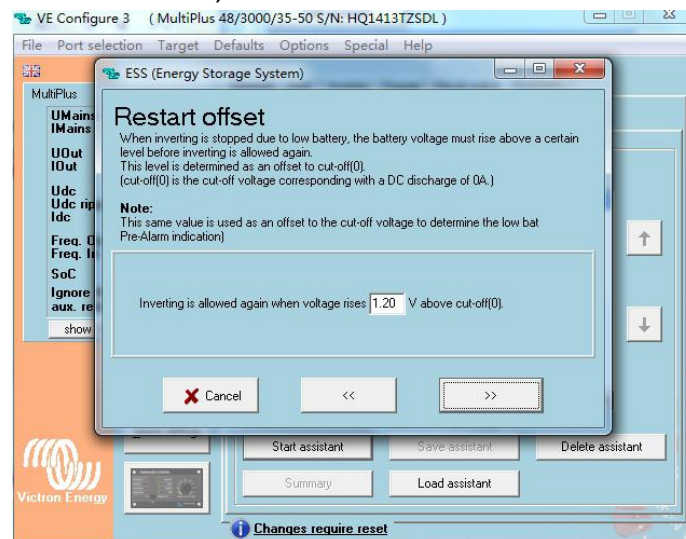 VE Configure 3 ( MultiPlus 48/3000/35-50 S/N: HQ1413TZSDL )
File Port selection Target Defaults Options Special Help
ESS (Energy Storage System)
MultiPlus
UMains
IMains
UOut
IOut
Udc
Udc rip
Idc
Freq. O
Freq. In
SoC
Ignore
aux. re
show
Restart offset
When inverting is stopped due to low battery, the battery voltage must rise above a certain
level before inverting is allowed again.
This level is determined as an offset to cut-off(0).
(cut-off(0) is the cut-off voltage corresponding with a DC discharge of 0A.)
Note:
This same value is used as an offset to the cut-off voltage to determine the low bat
Pre-Alarm indication)
Inverting is allowed again when voltage rises 1.20 V above cut-off(0).
Cancel << >>
Start assistant Save assistant Delete assistant
Summary Load assistant
Victron Energy
Changes require reset